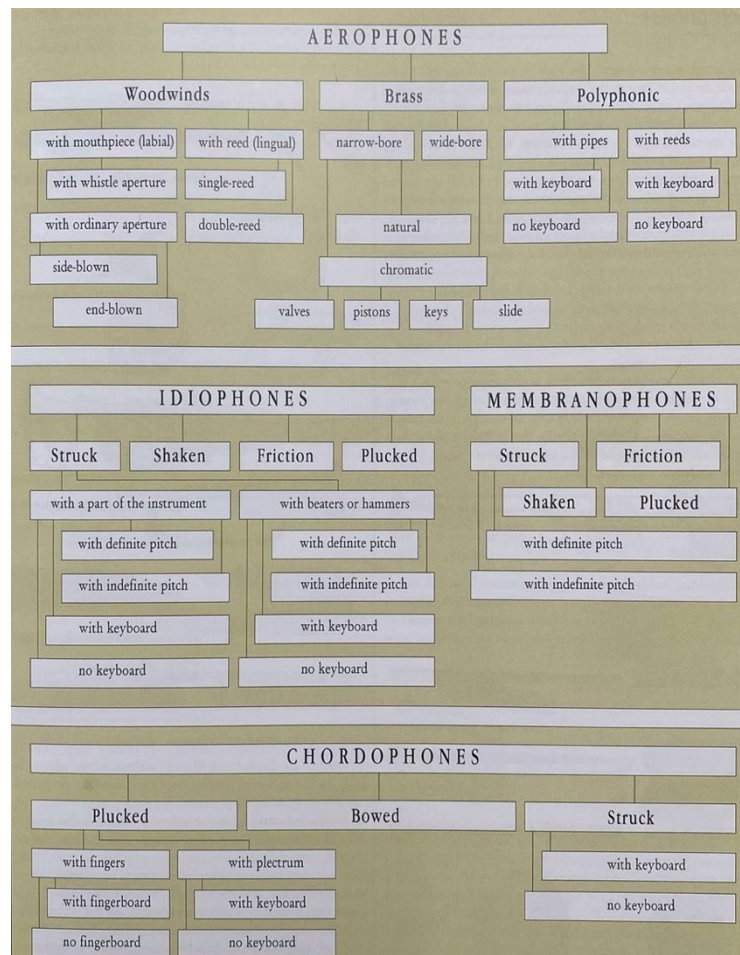 AEROPHONES
Woodwinds Brass Polyphonic
with mouthpiece (labial) with reed (lingual) narrow-bore wide-bore with pipes with reeds
with whistle aperture single-reed with keyboard with keyboard
with ordinary aperture double-reed natural no keyboard no keyboard
side-blown chromatic
end-blown valves pistons keys slide
IDIOPHONES MEMBRANOPHONES
Struck Shaken Friction Plucked Struck Friction
with a part of the instrument with beaters or hammers Shaken Plucked
with definite pitch with definite pitch with definite pitch
with indefinite pitch with indefinite pitch with indefinite pitch
with keyboard with keyboard
no keyboard no keyboard
CHORDOPHONES
Plucked Bowed Struck
with fingers with plectrum with keyboard
with fingerboard with keyboard no keyboard
no fingerboard no keyboard